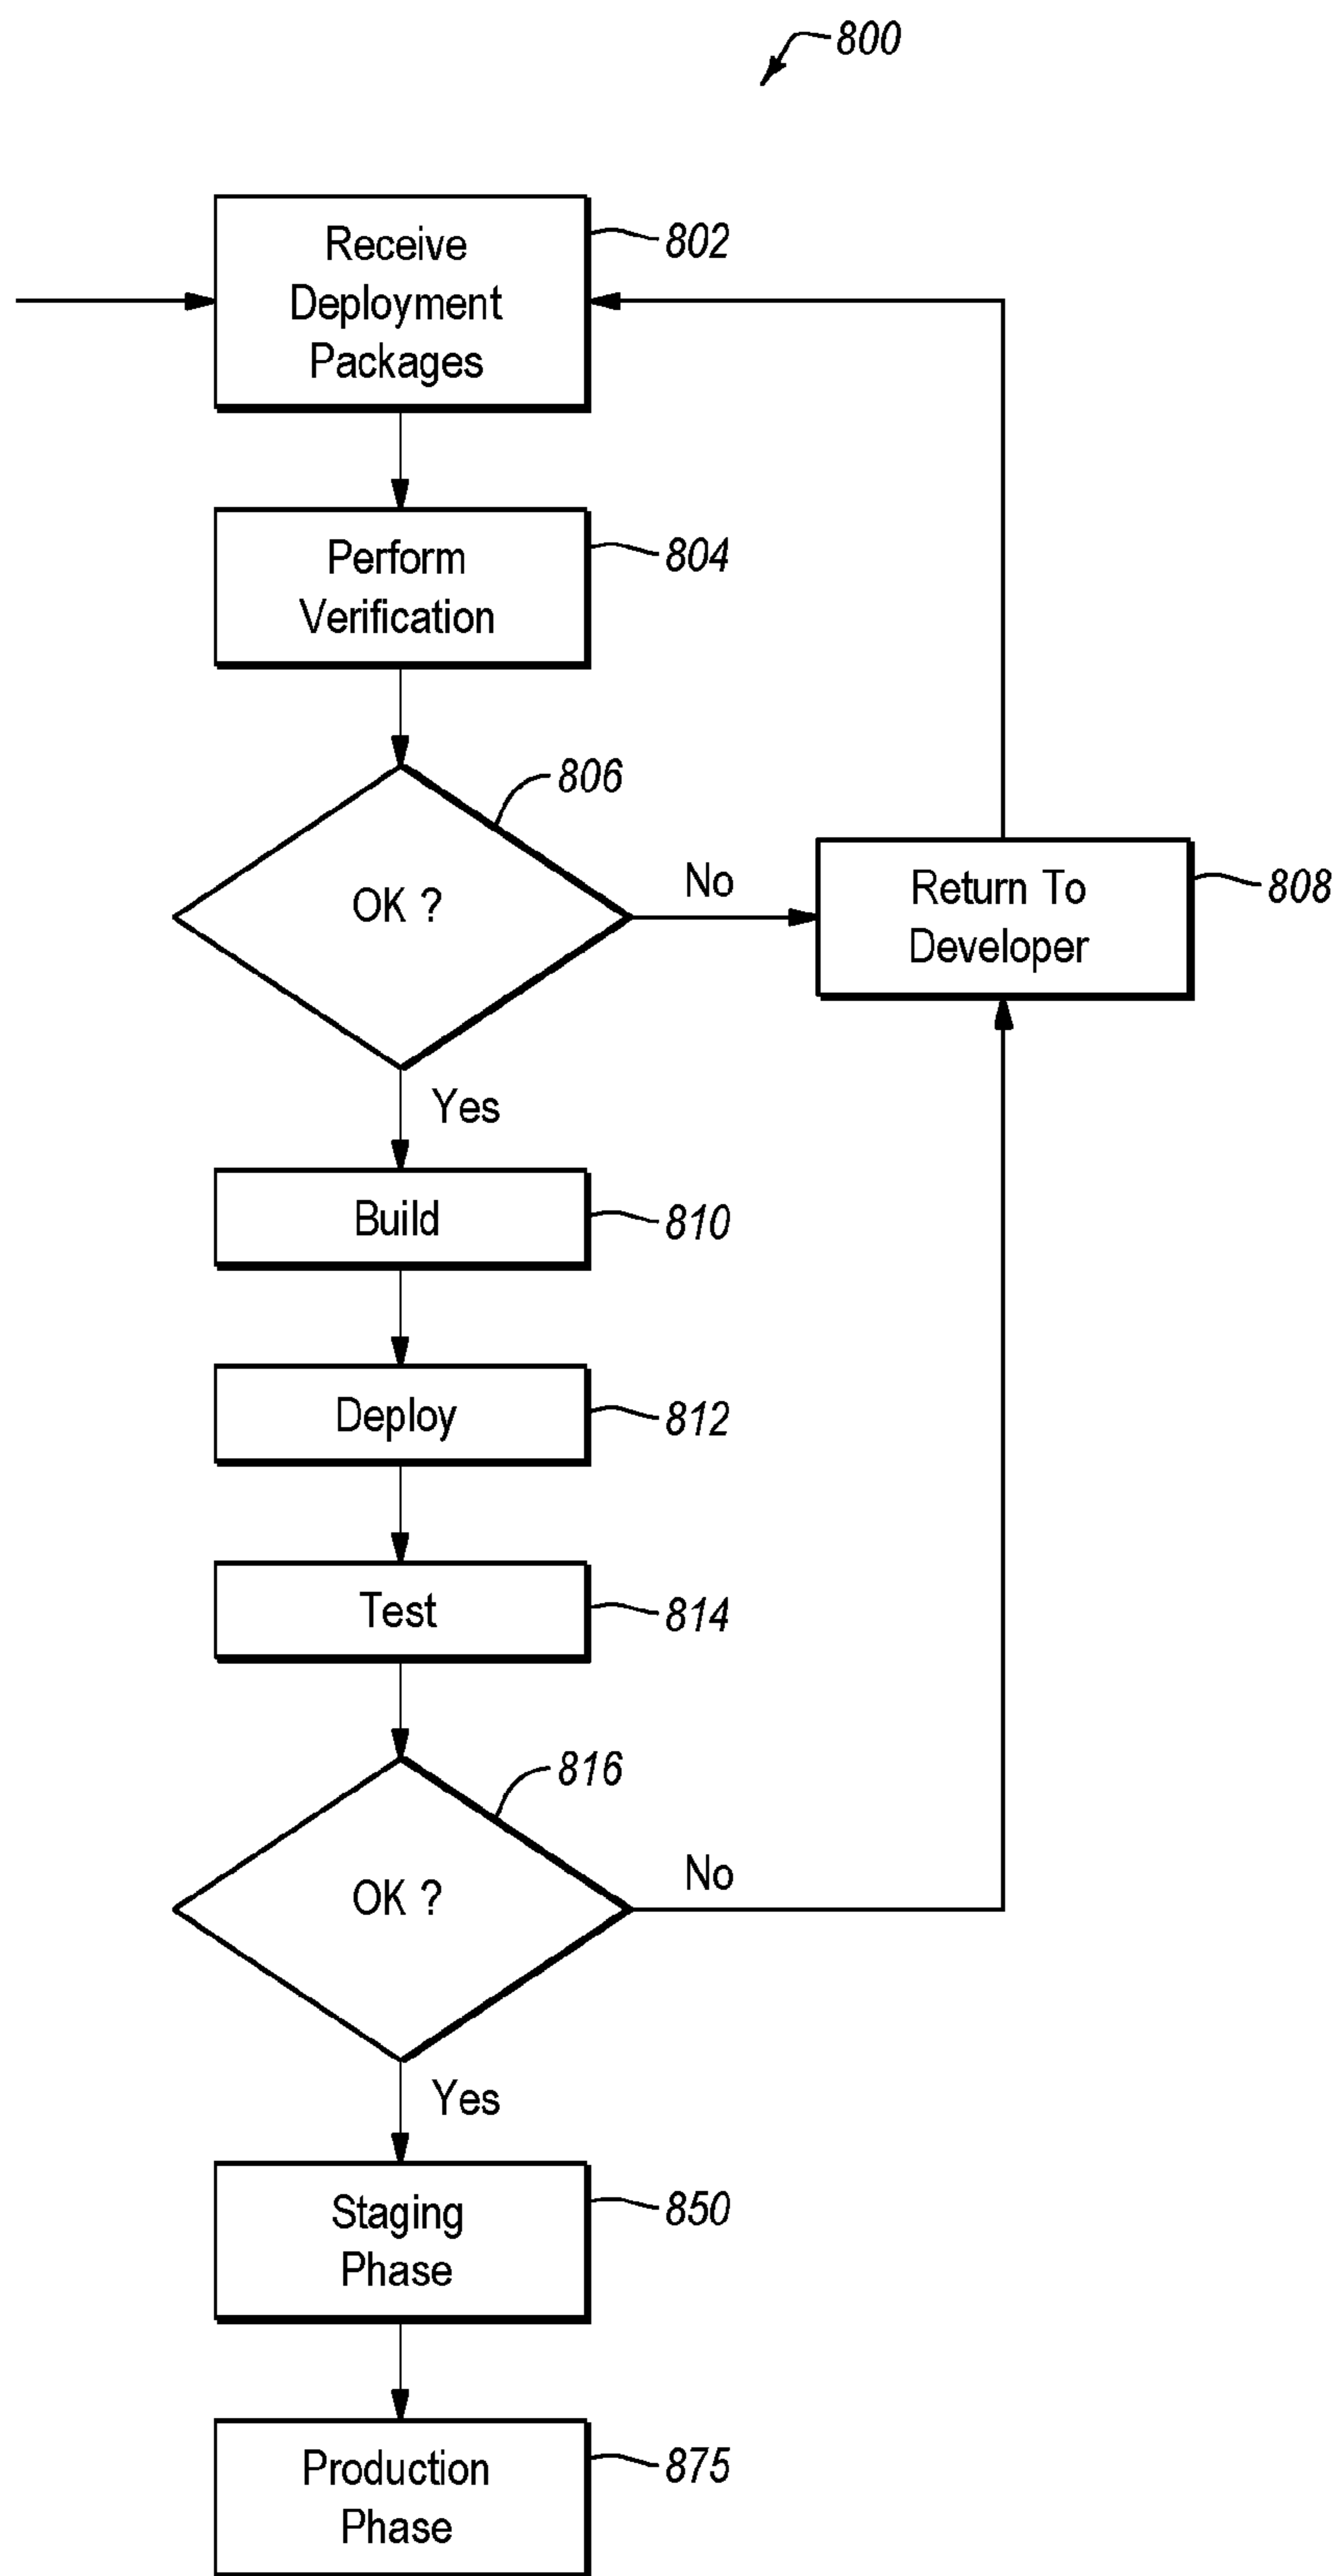 800
Receive
Deployment
Packages
802
Perform
Verification
804
806
OK ?
No
Return To
Developer
808
Yes
Build
810
Deploy
812
Test
814
816
OK ?
No
Yes
Staging
Phase
850
Production
Phase
875